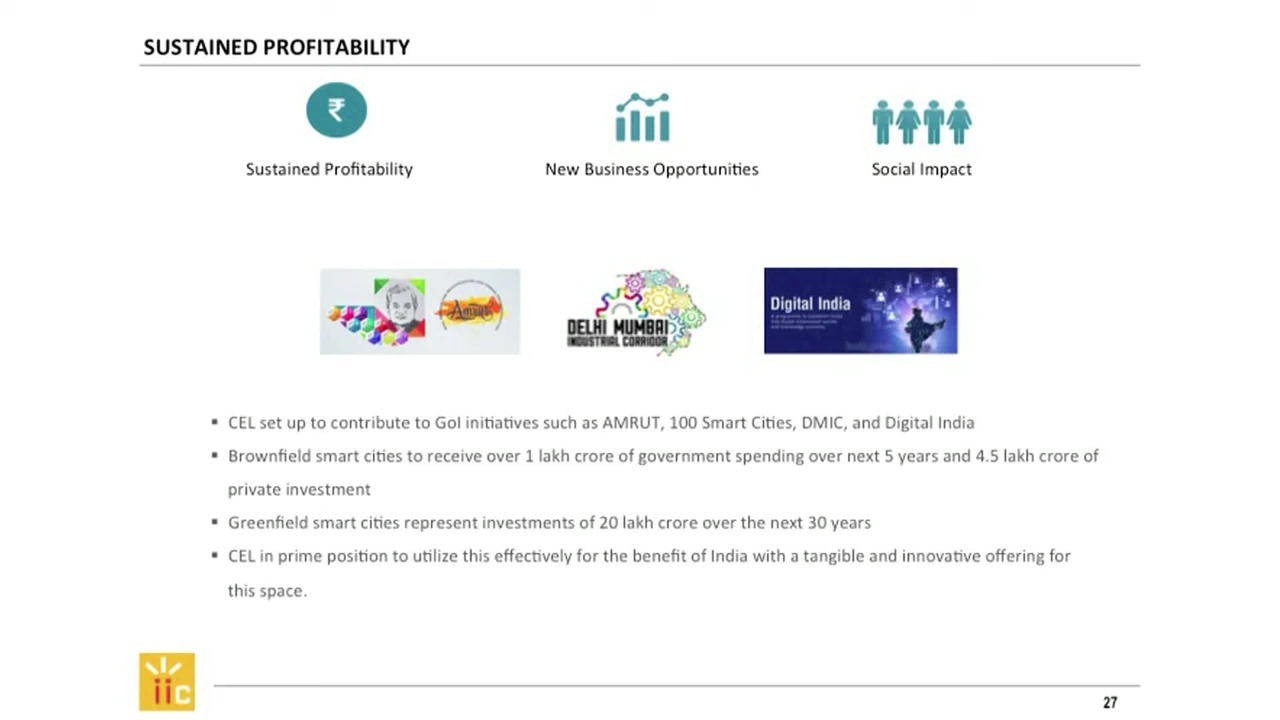 SUSTAINED PROFITABILITY
₹
Sustained Profitability
New Business Opportunities
Social Impact
Amrut
DELHI MUMBAI
INDUSTRIAL CORRIDOR
Digital India
▪ CEL set up to contribute to GoI initiatives such as AMRUT, 100 Smart Cities, DMIC, and Digital India
▪ Brownfield smart cities to receive over 1 lakh crore of government spending over next 5 years and 4.5 lakh crore of
private investment
▪ Greenfield smart cities represent investments of 20 lakh crore over the next 30 years
▪ CEL in prime position to utilize this effectively for the benefit of India with a tangible and innovative offering for
this space.
iic
27